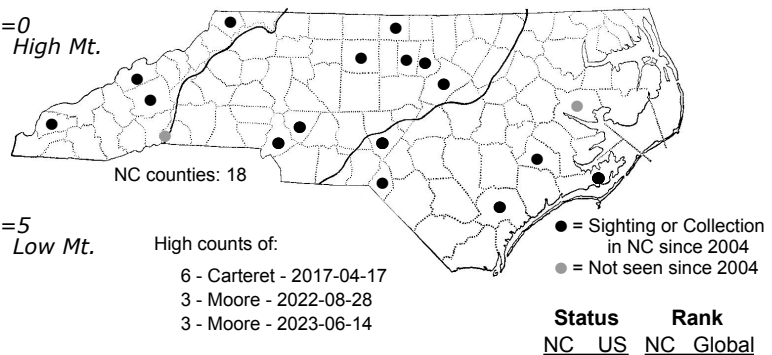 =0
High Mt.
NC counties: 18
=5
Low Mt.
High counts of:
6 - Carteret - 2017-04-17
3 - Moore - 2022-08-28
3 - Moore - 2023-06-14
= Sighting or Collection
in NC since 2004
= Not seen since 2004
Status Rank
NC US NC Global